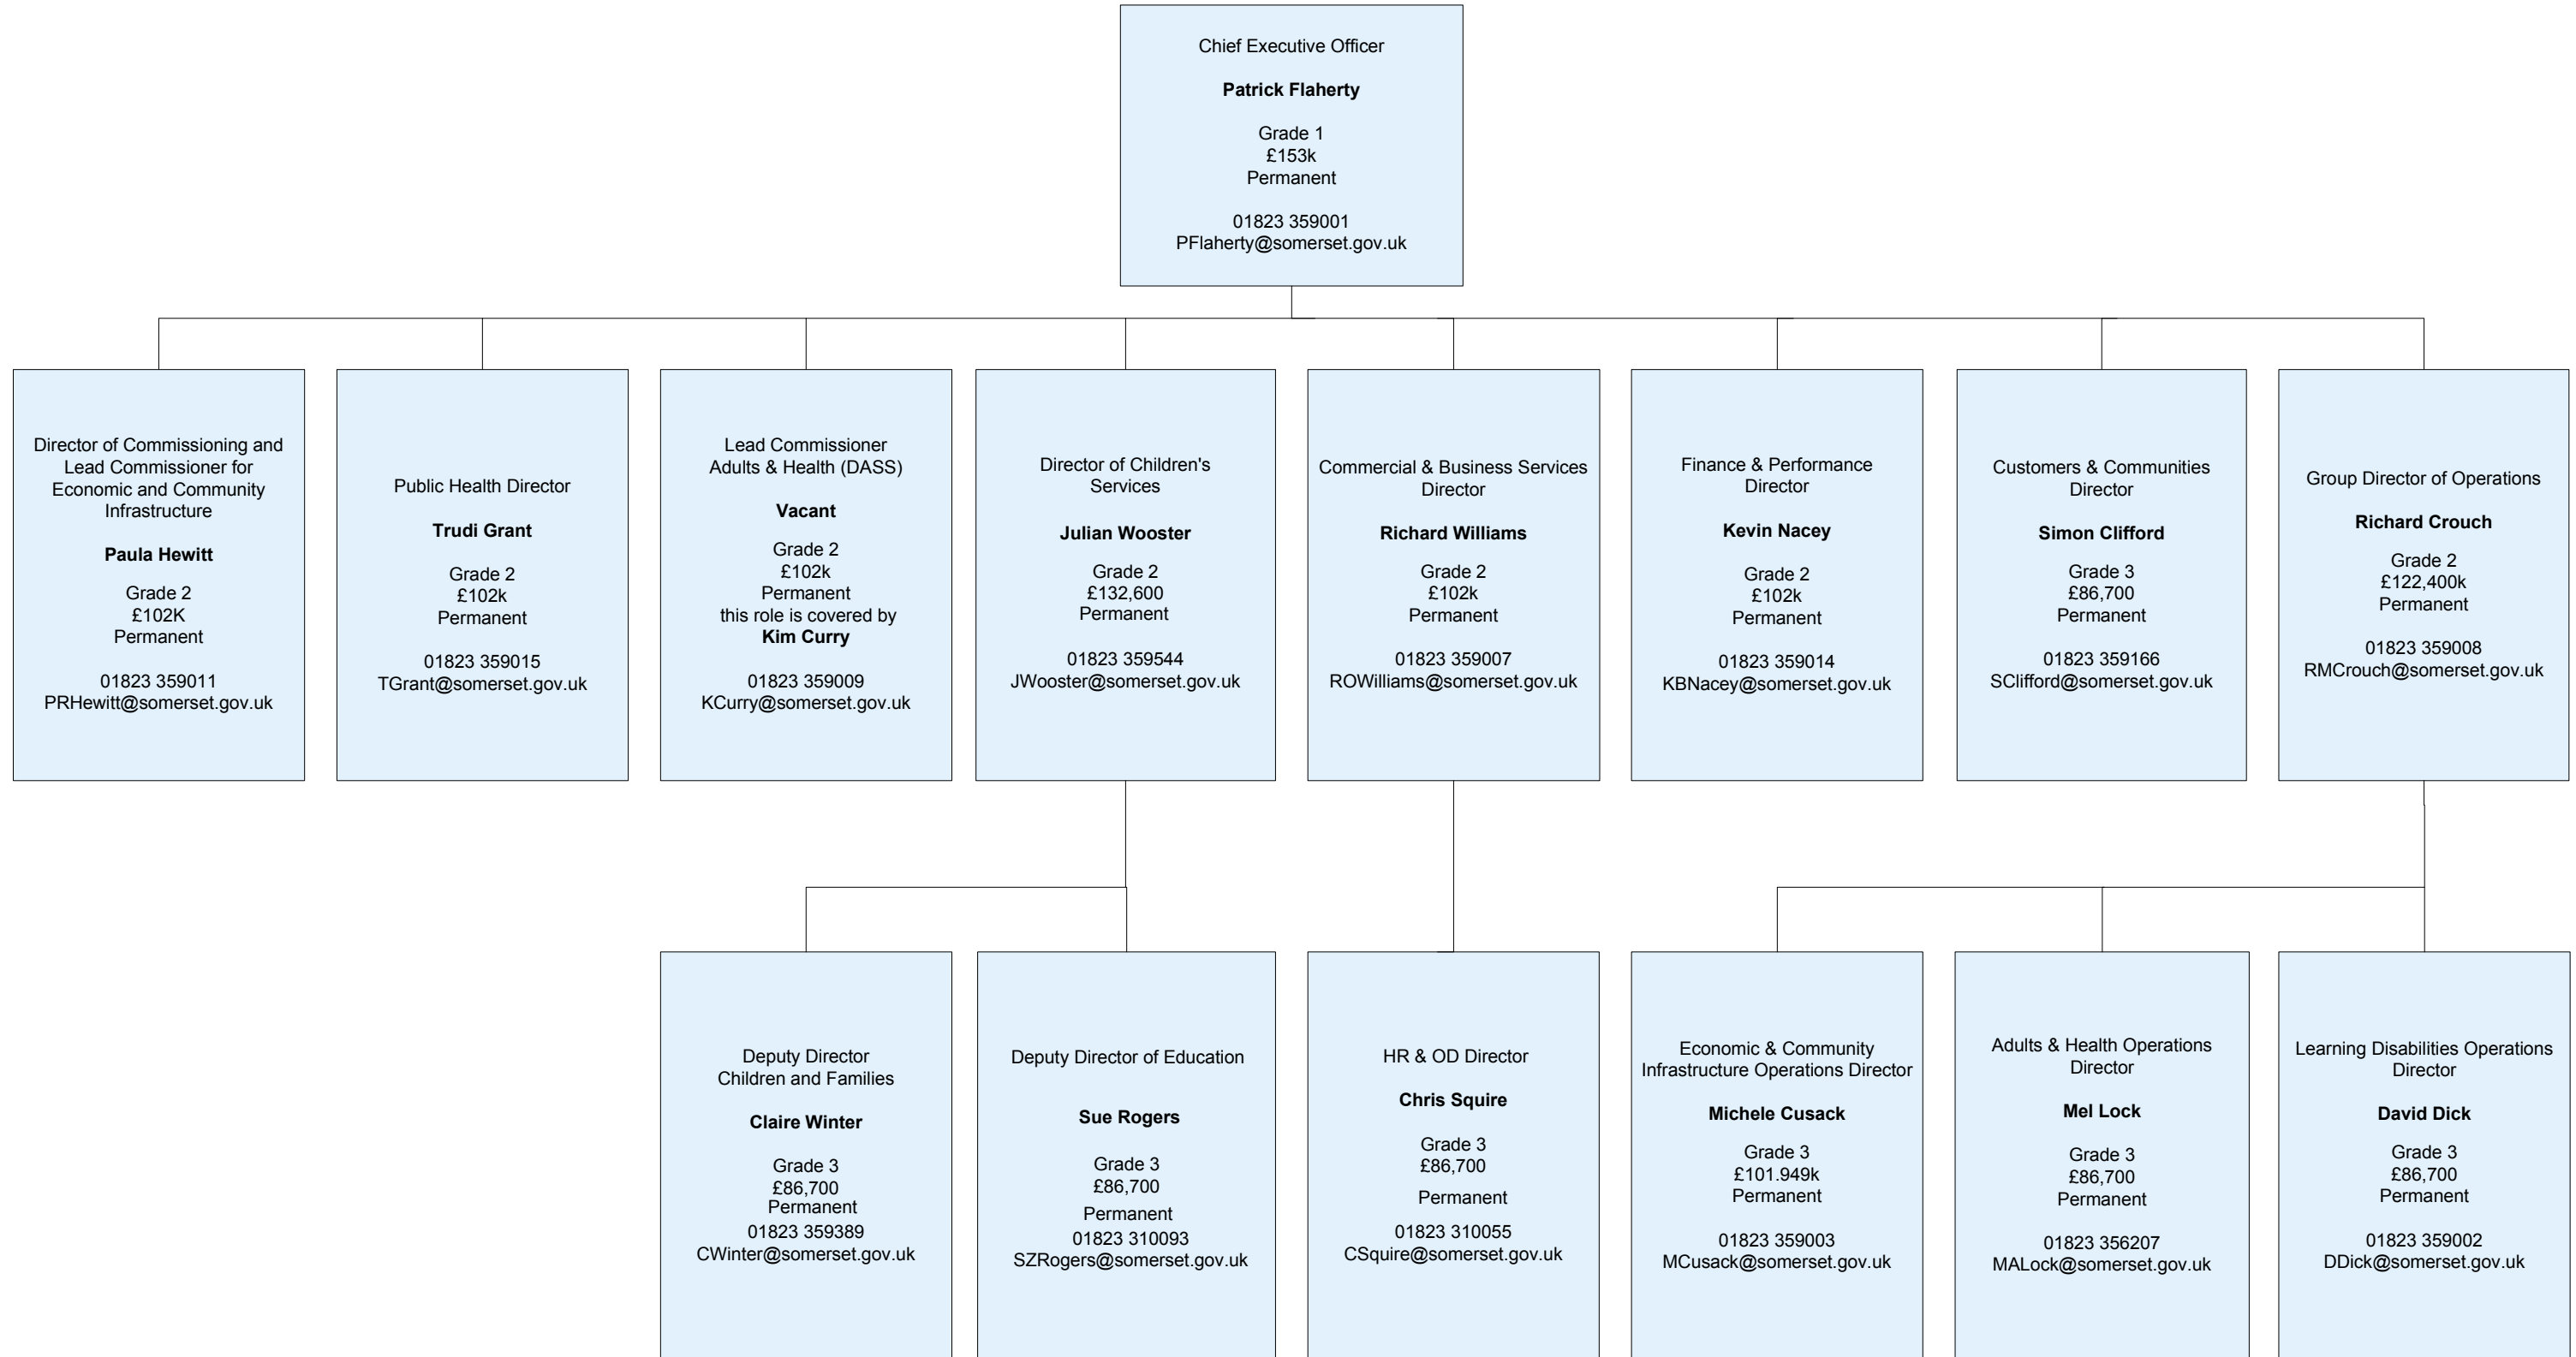 Chief Executive Officer
Patrick Flaherty
Grade 1
£153k
Permanent
01823 359001
PFlaherty@somerset.gov.uk
Director of Commissioning and
Lead Commissioner for
Economic and Community
Infrastructure
Paula Hewitt
Grade 2
£102K
Permanent
01823 359011
PRHewitt@somerset.gov.uk
Public Health Director
Trudi Grant
Grade 2
£102k
Permanent
01823 359015
TGrant@somerset.gov.uk
Lead Commissioner
Adults & Health (DASS)
Vacant
Grade 2
£102k
Permanent
this role is covered by
Kim Curry
01823 359009
KCurry@somerset.gov.uk
Director of Children's
Services
Julian Wooster
Grade 2
£132,600
Permanent
01823 359544
JWooster@somerset.gov.uk
Commercial & Business Services
Director
Richard Williams
Grade 2
£102k
Permanent
01823 359007
ROWilliams@somerset.gov.uk
Finance & Performance
Director
Kevin Nacey
Grade 2
£102k
Permanent
01823 359014
KBNacey@somerset.gov.uk
Customers & Communities
Director
Simon Clifford
Grade 3
£86,700
Permanent
01823 359166
SClifford@somerset.gov.uk
Group Director of Operations
Richard Crouch
Grade 2
£122,400k
Permanent
01823 359008
RMCrouch@somerset.gov.uk
Deputy Director
Children and Families
Claire Winter
Grade 3
£86,700
Permanent
01823 359389
CWinter@somerset.gov.uk
Deputy Director of Education
Sue Rogers
Grade 3
£86,700
Permanent
01823 310093
SZRogers@somerset.gov.uk
HR & OD Director
Chris Squire
Grade 3
£86,700
Permanent
01823 310055
CSquire@somerset.gov.uk
Economic & Community
Infrastructure Operations Director
Michele Cusack
Grade 3
£101.949k
Permanent
01823 359003
MCusack@somerset.gov.uk
Adults & Health Operations
Director
Mel Lock
Grade 3
£86,700
Permanent
01823 356207
MALock@somerset.gov.uk
Learning Disabilities Operations
Director
David Dick
Grade 3
£86,700
Permanent
01823 359002
DDick@somerset.gov.uk